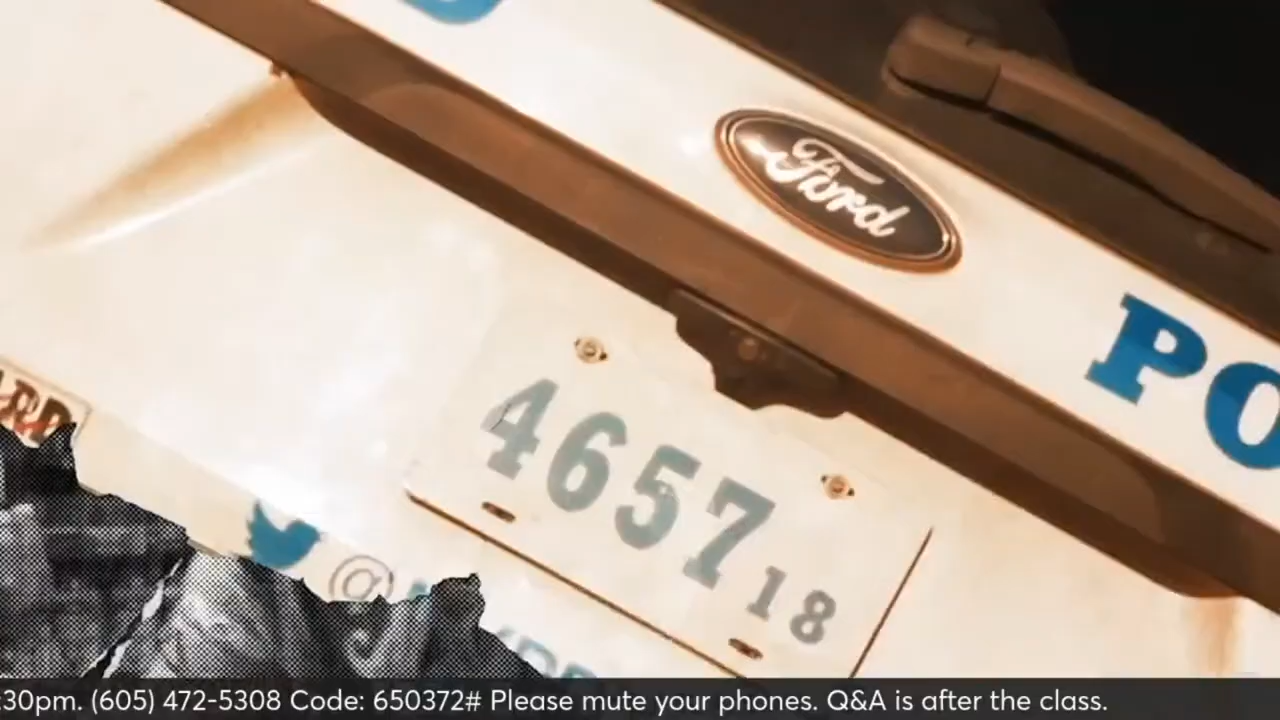 Ford
PO
4657 18
@
:30pm. (605) 472-5308 Code: 650372# Please mute your phones. Q&A is after the class.